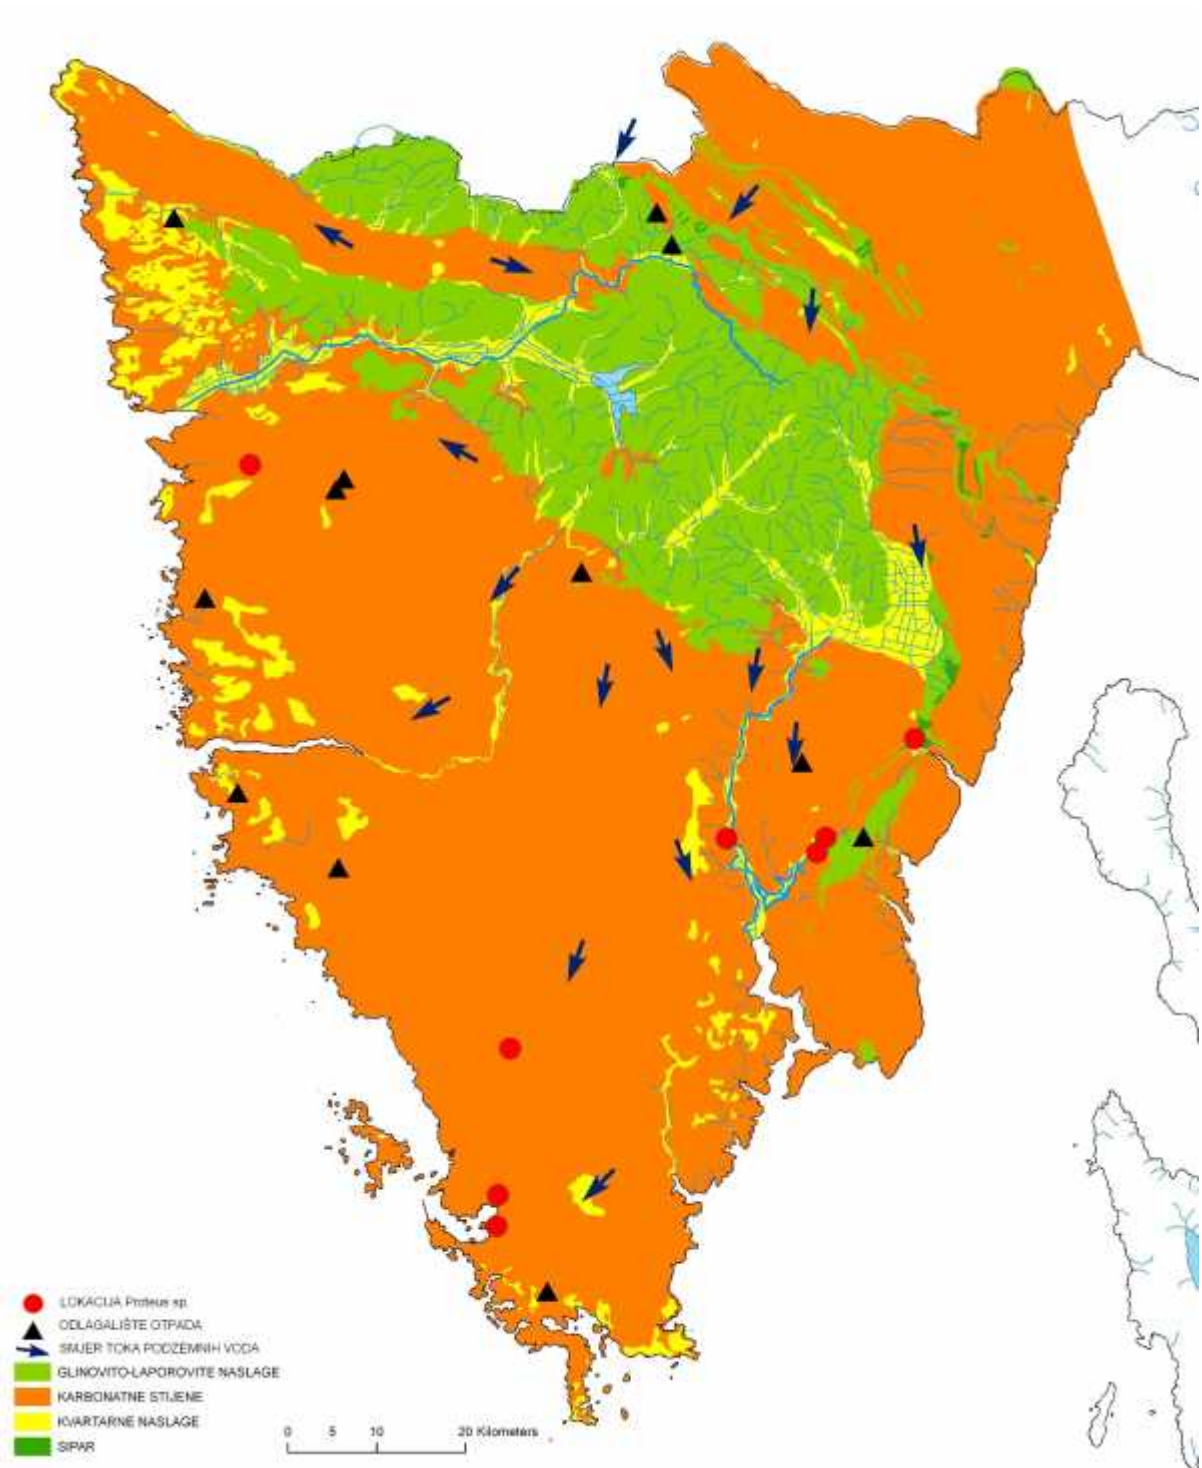 LOKACIJA Proteus sp.
ODLAGALIŠTE OTPADA
SMJER TOKA PODZEMNIH VODA
GLINOVITO-LAPOROVITE NASLAGE
KARBONATNE STIJENE
KVARTARNE NASLAGE
SIPAR
0 5 10 20 Kilometers